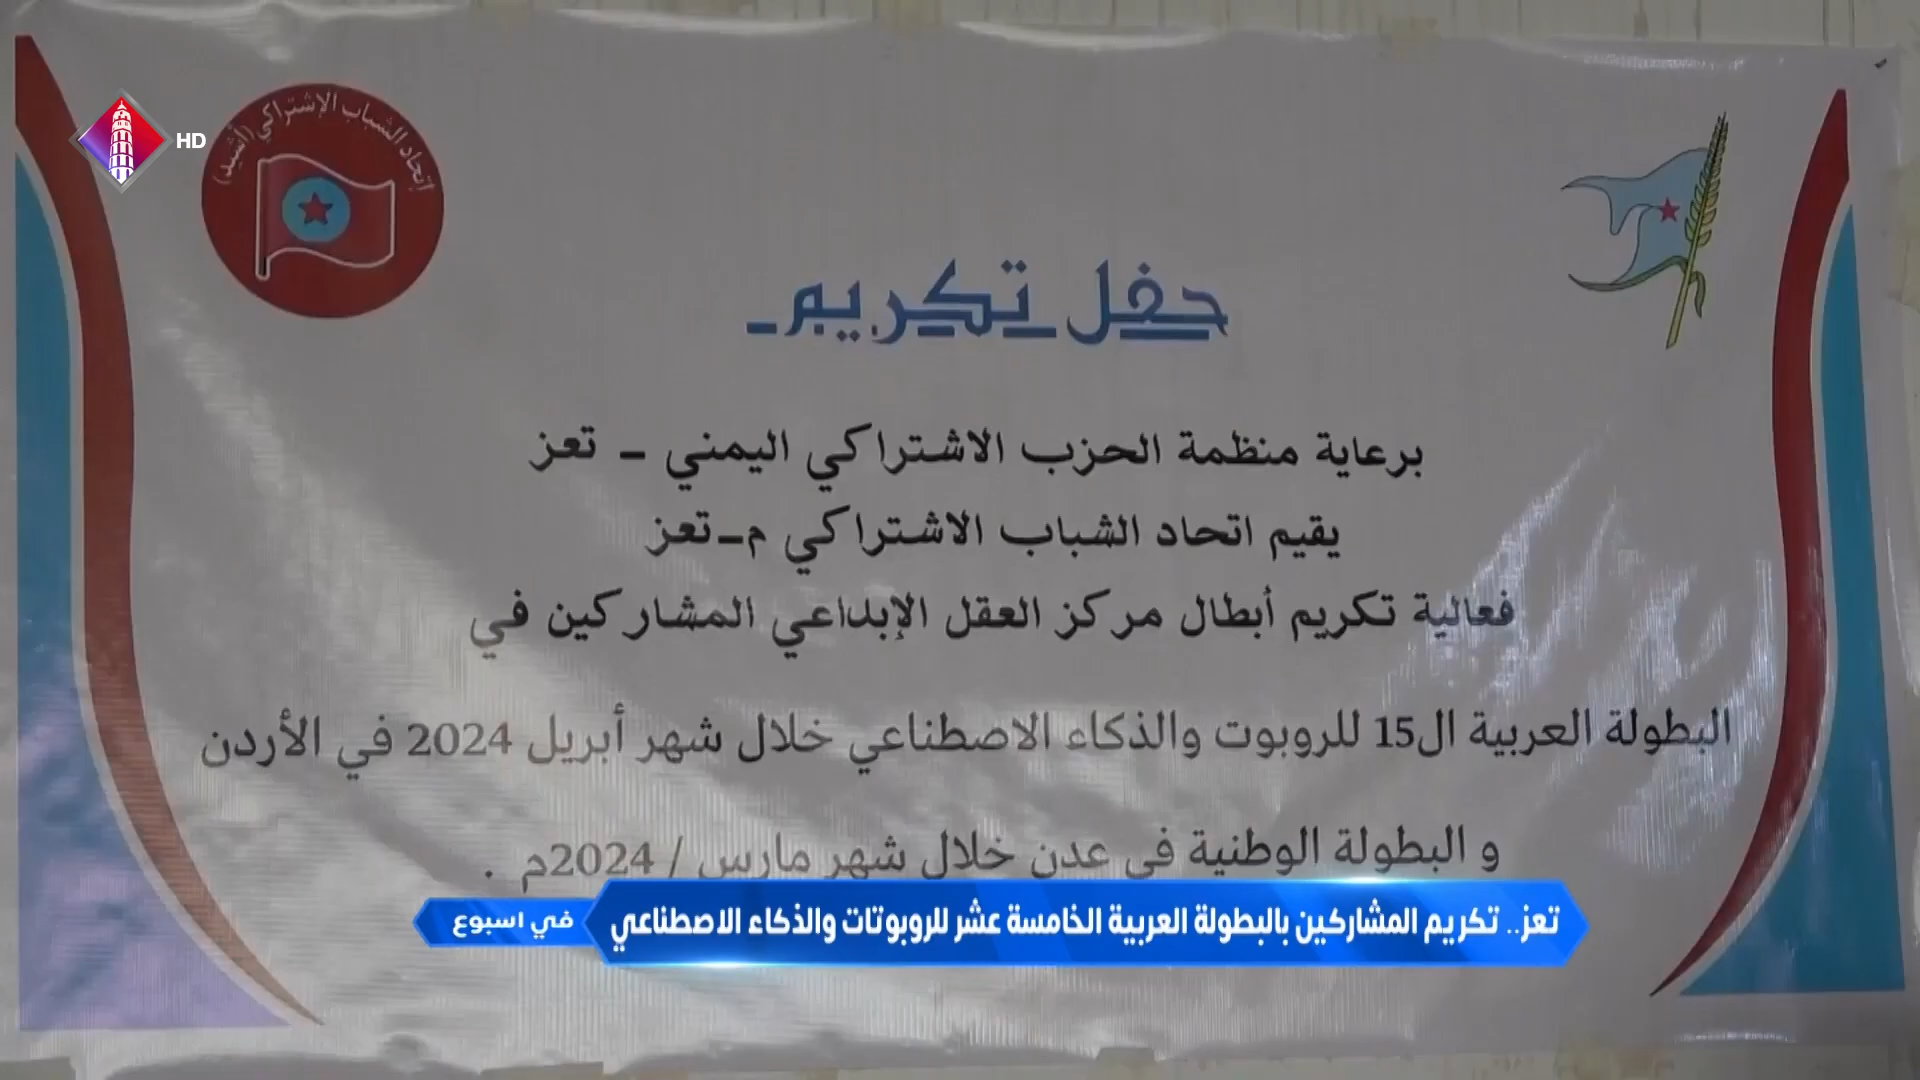 HD
إتحاد الشباب الإشتراكي (أشيد)
حفل تكريم
برعاية منظمة الحزب الاشتراكي اليمني - تعز
يقيم اتحاد الشباب الاشتراكي م-تعز
فعالية تكريم أبطال مركز العقل الإبداعي المشاركين في
البطولة العربية ال15 للروبوت والذكاء الاصطناعي خلال شهر أبريل 2024 في الأردن
و البطولة الوطنية في عدن خلال شهر مارس / 2024م .
تعز.. تكريم المشاركين بالبطولة العربية الخامسة عشر للروبوتات والذكاء الاصطناعي
في اسبوع